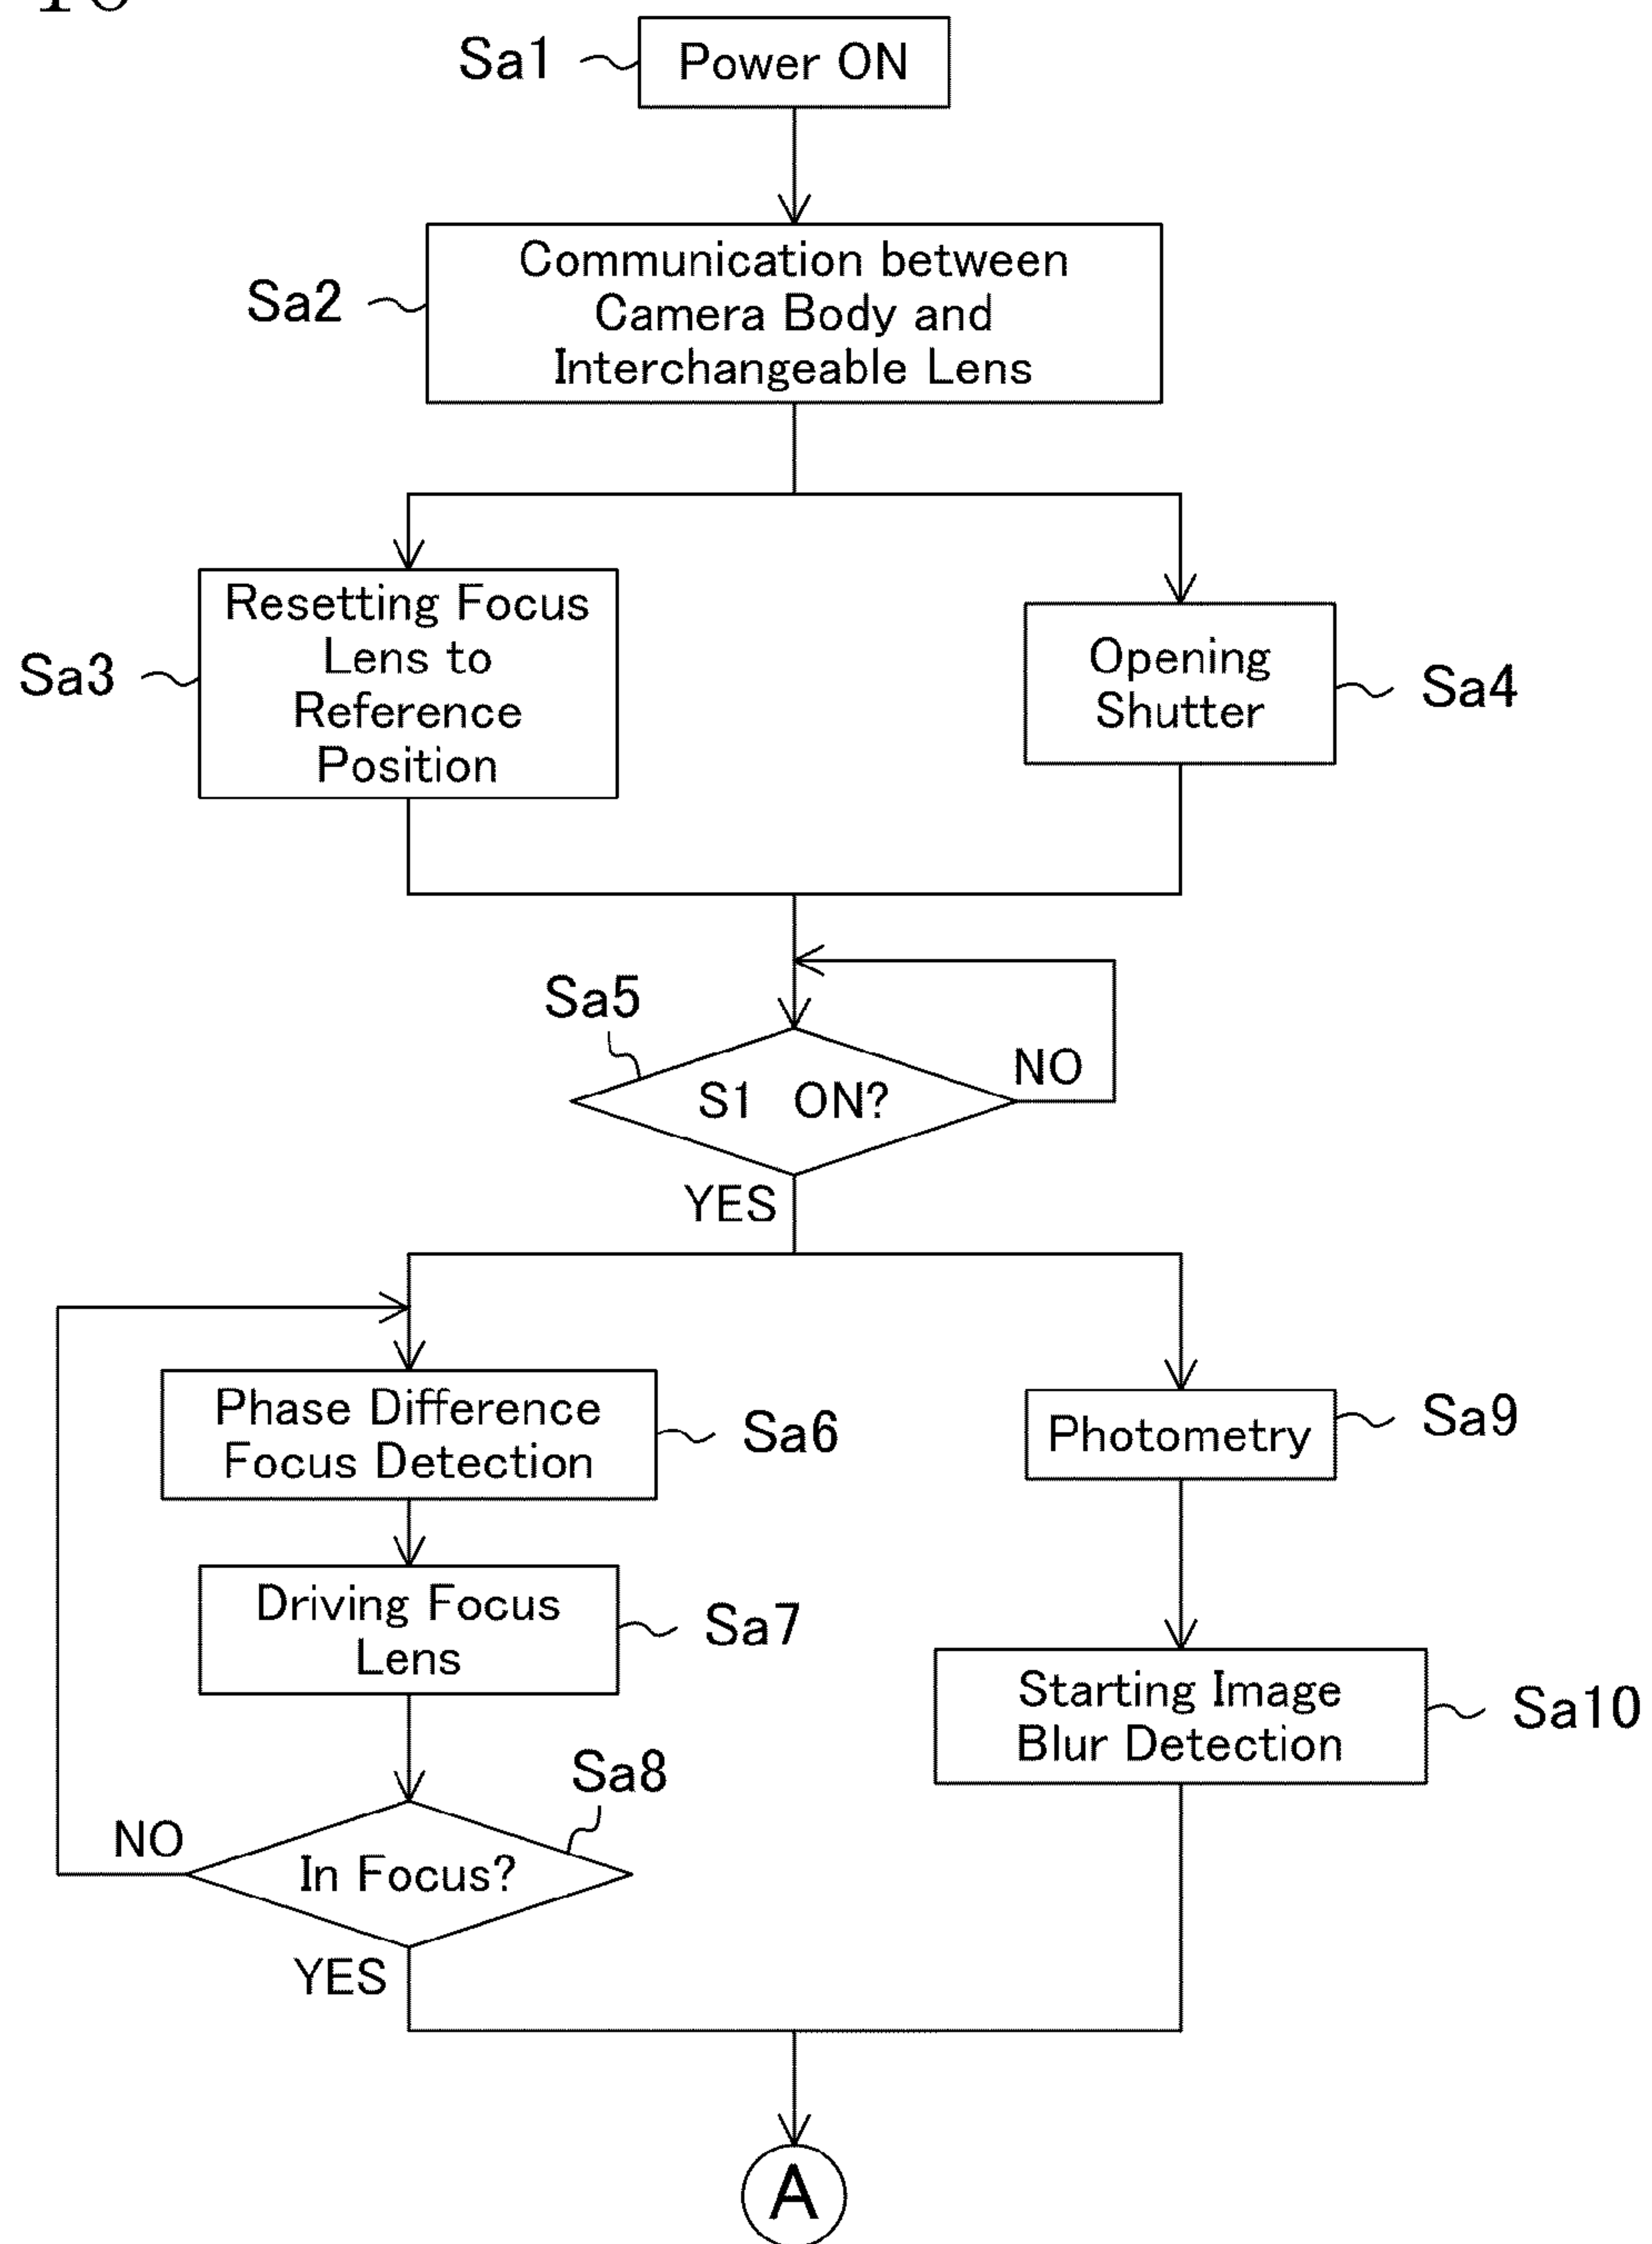 Sa1
Power ON
Sa2
Communication between
Camera Body and
Interchangeable Lens
Sa3
Resetting Focus
Lens to
Reference
Position
Opening
Shutter
Sa4
Sa5
S1 ON?
NO
YES
Phase Difference
Focus Detection
Sa6
Photometry
Sa9
Driving Focus
Lens
Sa7
Starting Image
Blur Detection
Sa10
Sa8
In Focus?
NO
YES
A